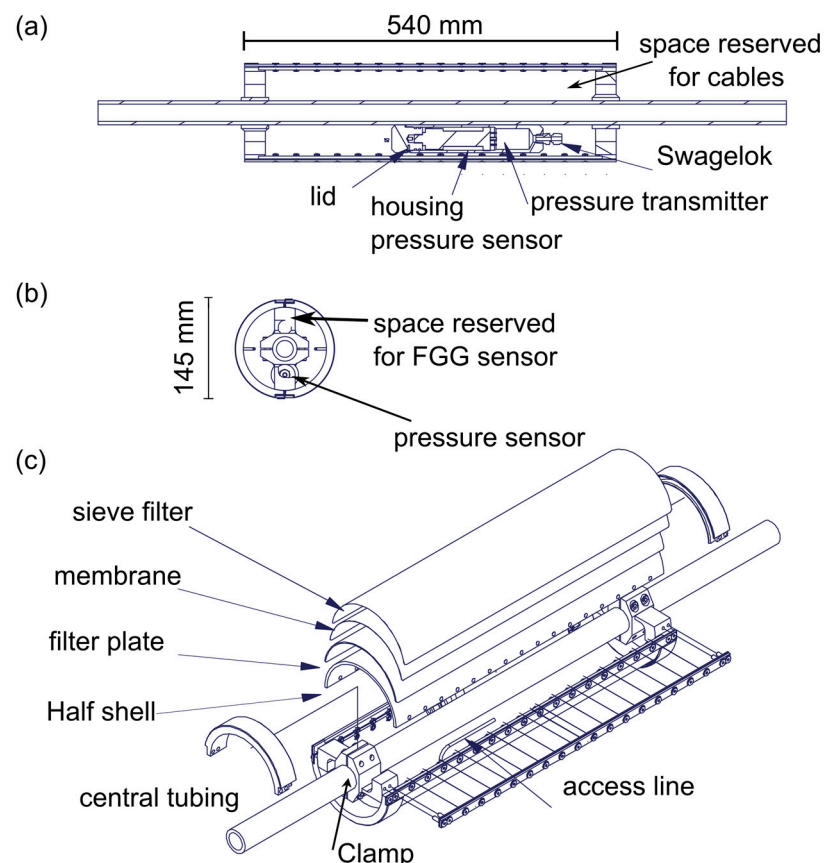 (a)
540 mm
space reserved
for cables
Swagelok
lid
housing
pressure sensor
pressure transmitter
(b)
145 mm
space reserved
for FGG sensor
pressure sensor
(c)
sieve filter
membrane
filter plate
Half shell
central tubing
access line
Clamp